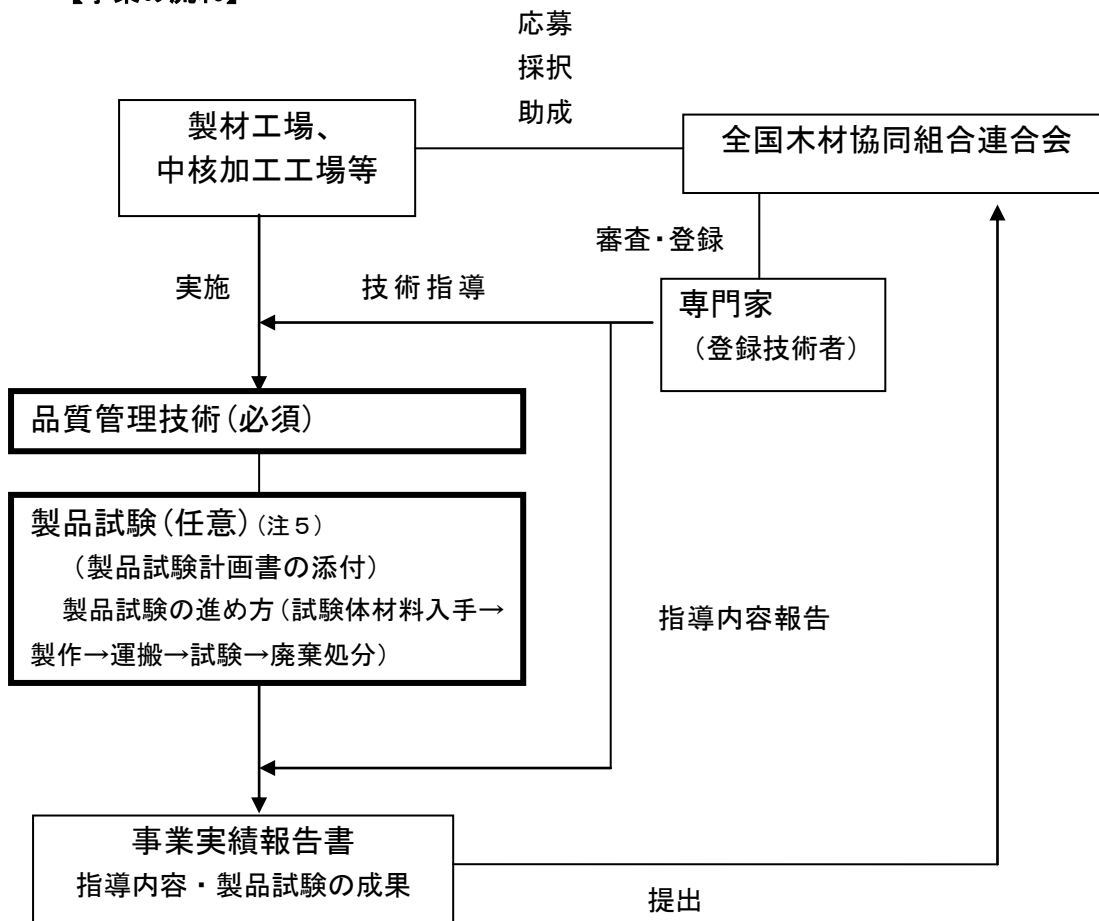 【事業の流れ】
応募
採択
助成
製材工場、
中核加工工場等
全国木材協同組合連合会
審査・登録
実施
技術指導
専門家
（登録技術者）
品質管理技術（必須）
製品試験（任意）（注５）
（製品試験計画書の添付）
製品試験の進め方（試験体材料入手→
製作→運搬→試験→廃棄処分）
指導内容報告
事業実績報告書
指導内容・製品試験の成果
提出